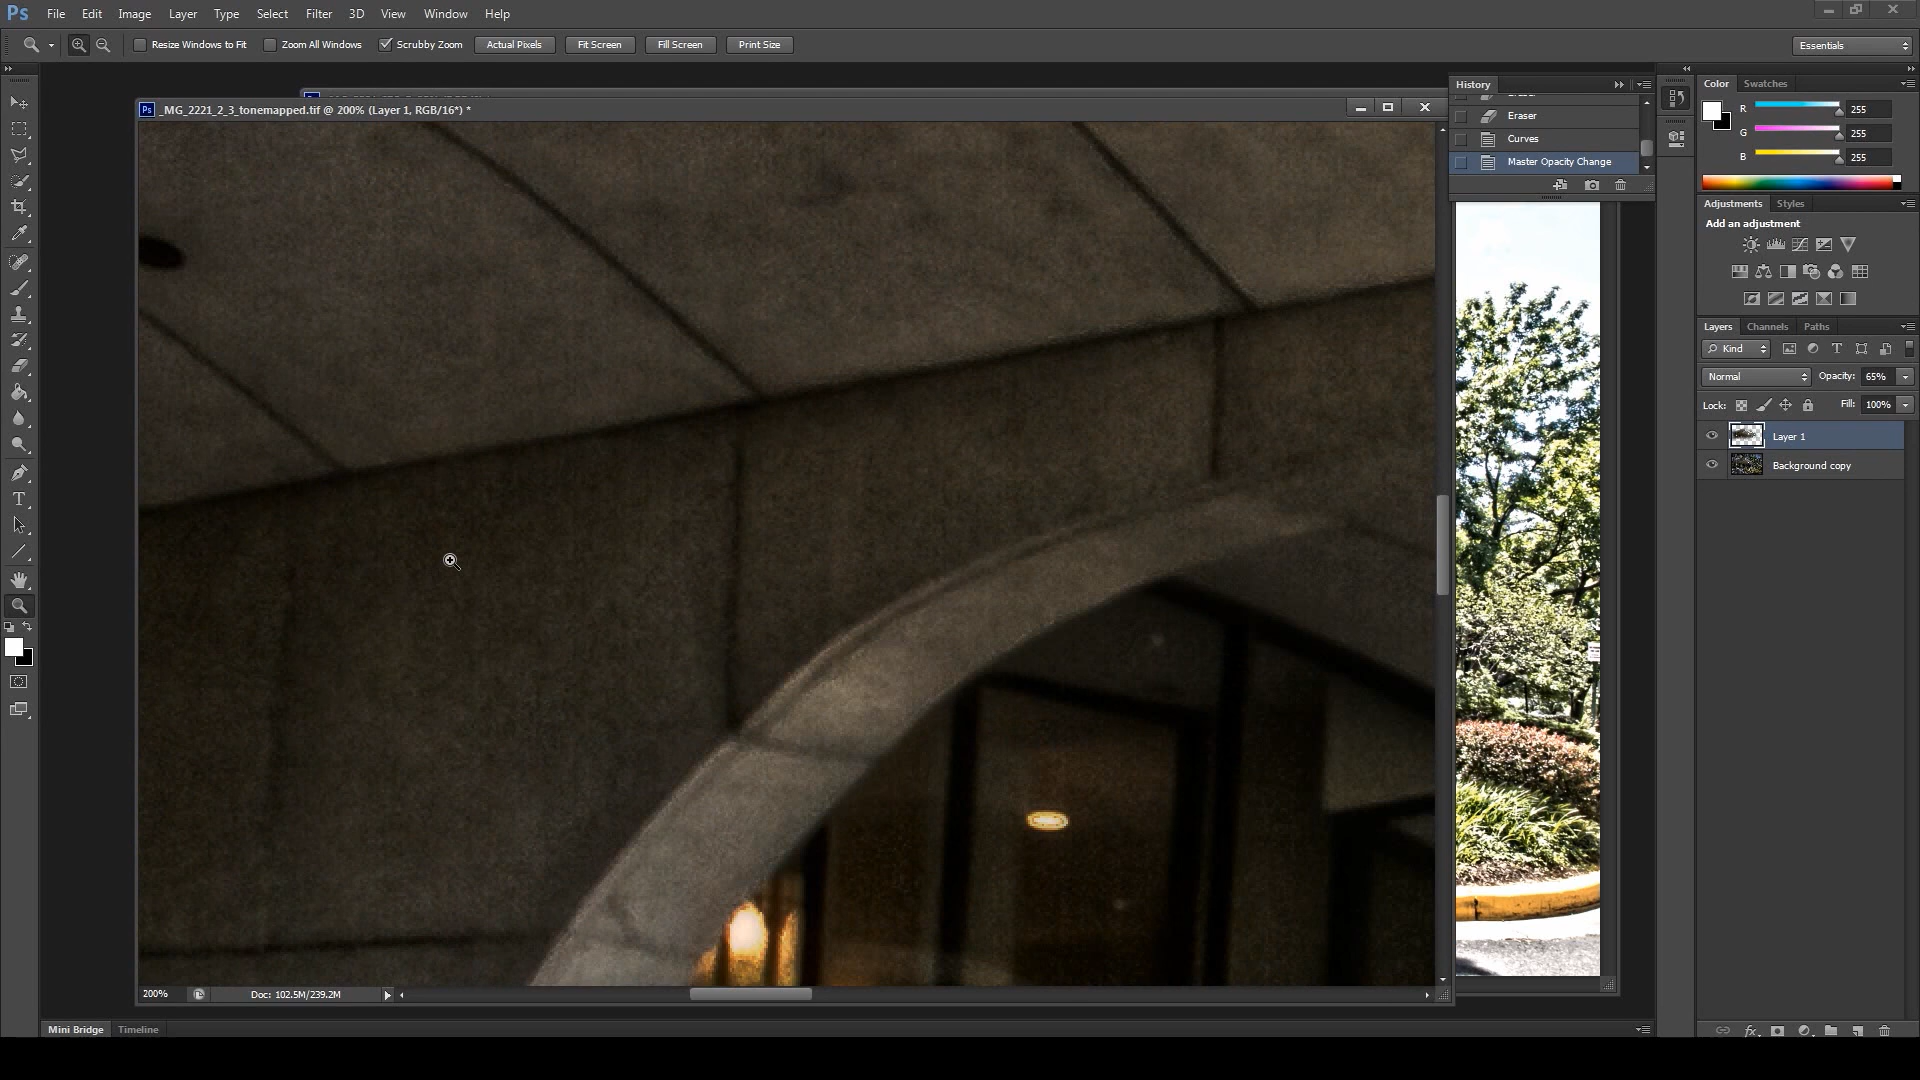 Ps File Edit Image Layer Type Select Filter 3D View Window Help
Resize Windows to Fit Zoom All Windows Scrubby Zoom Actual Pixels Fit Screen Fill Screen Print Size Essentials
Ps _MG_2221_2_3_tonemapped.tif @ 200% (Layer 1, RGB/16*) *
History
Eraser
Eraser
Curves
Master Opacity Change
Color Swatches
R 255
G 255
B 255
Adjustments Styles
Add an adjustment
Layers Channels Paths
Kind
Normal Opacity: 65%
Lock: Fill: 100%
Layer 1
Background copy
200% Doc: 102.5M/239.2M
Mini Bridge Timeline